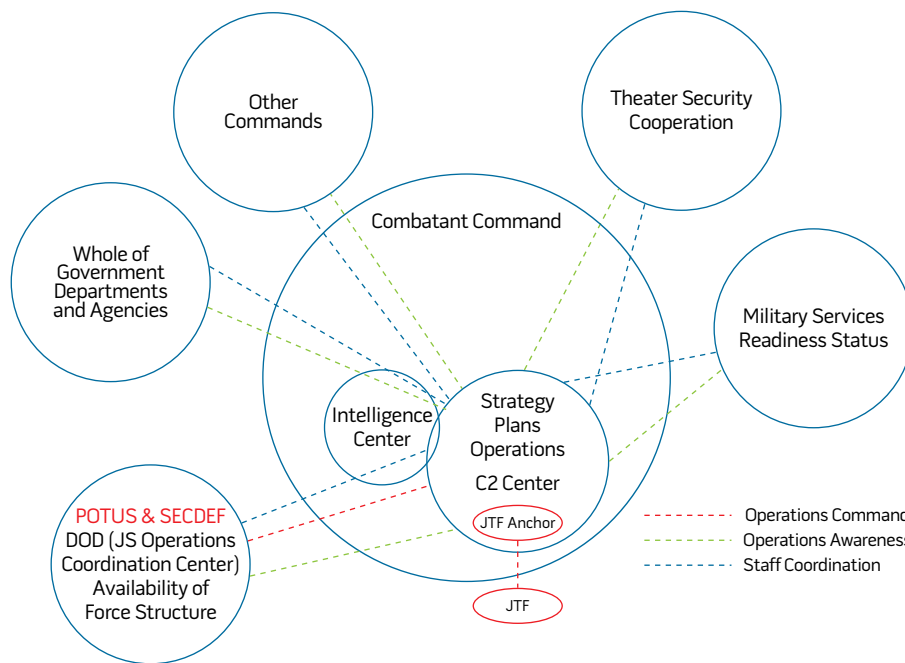 Other
Commands
Theater Security
Cooperation
Combatant Command
Whole of
Government
Departments
and Agencies
Military Services
Readiness Status
Intelligence
Center
Strategy
Plans
Operations
C2 Center
JTF Anchor
JTF
POTUS & SECDEF
DOD (JS Operations
Coordination Center)
Availability of
Force Structure
Operations Command
Operations Awareness
Staff Coordination